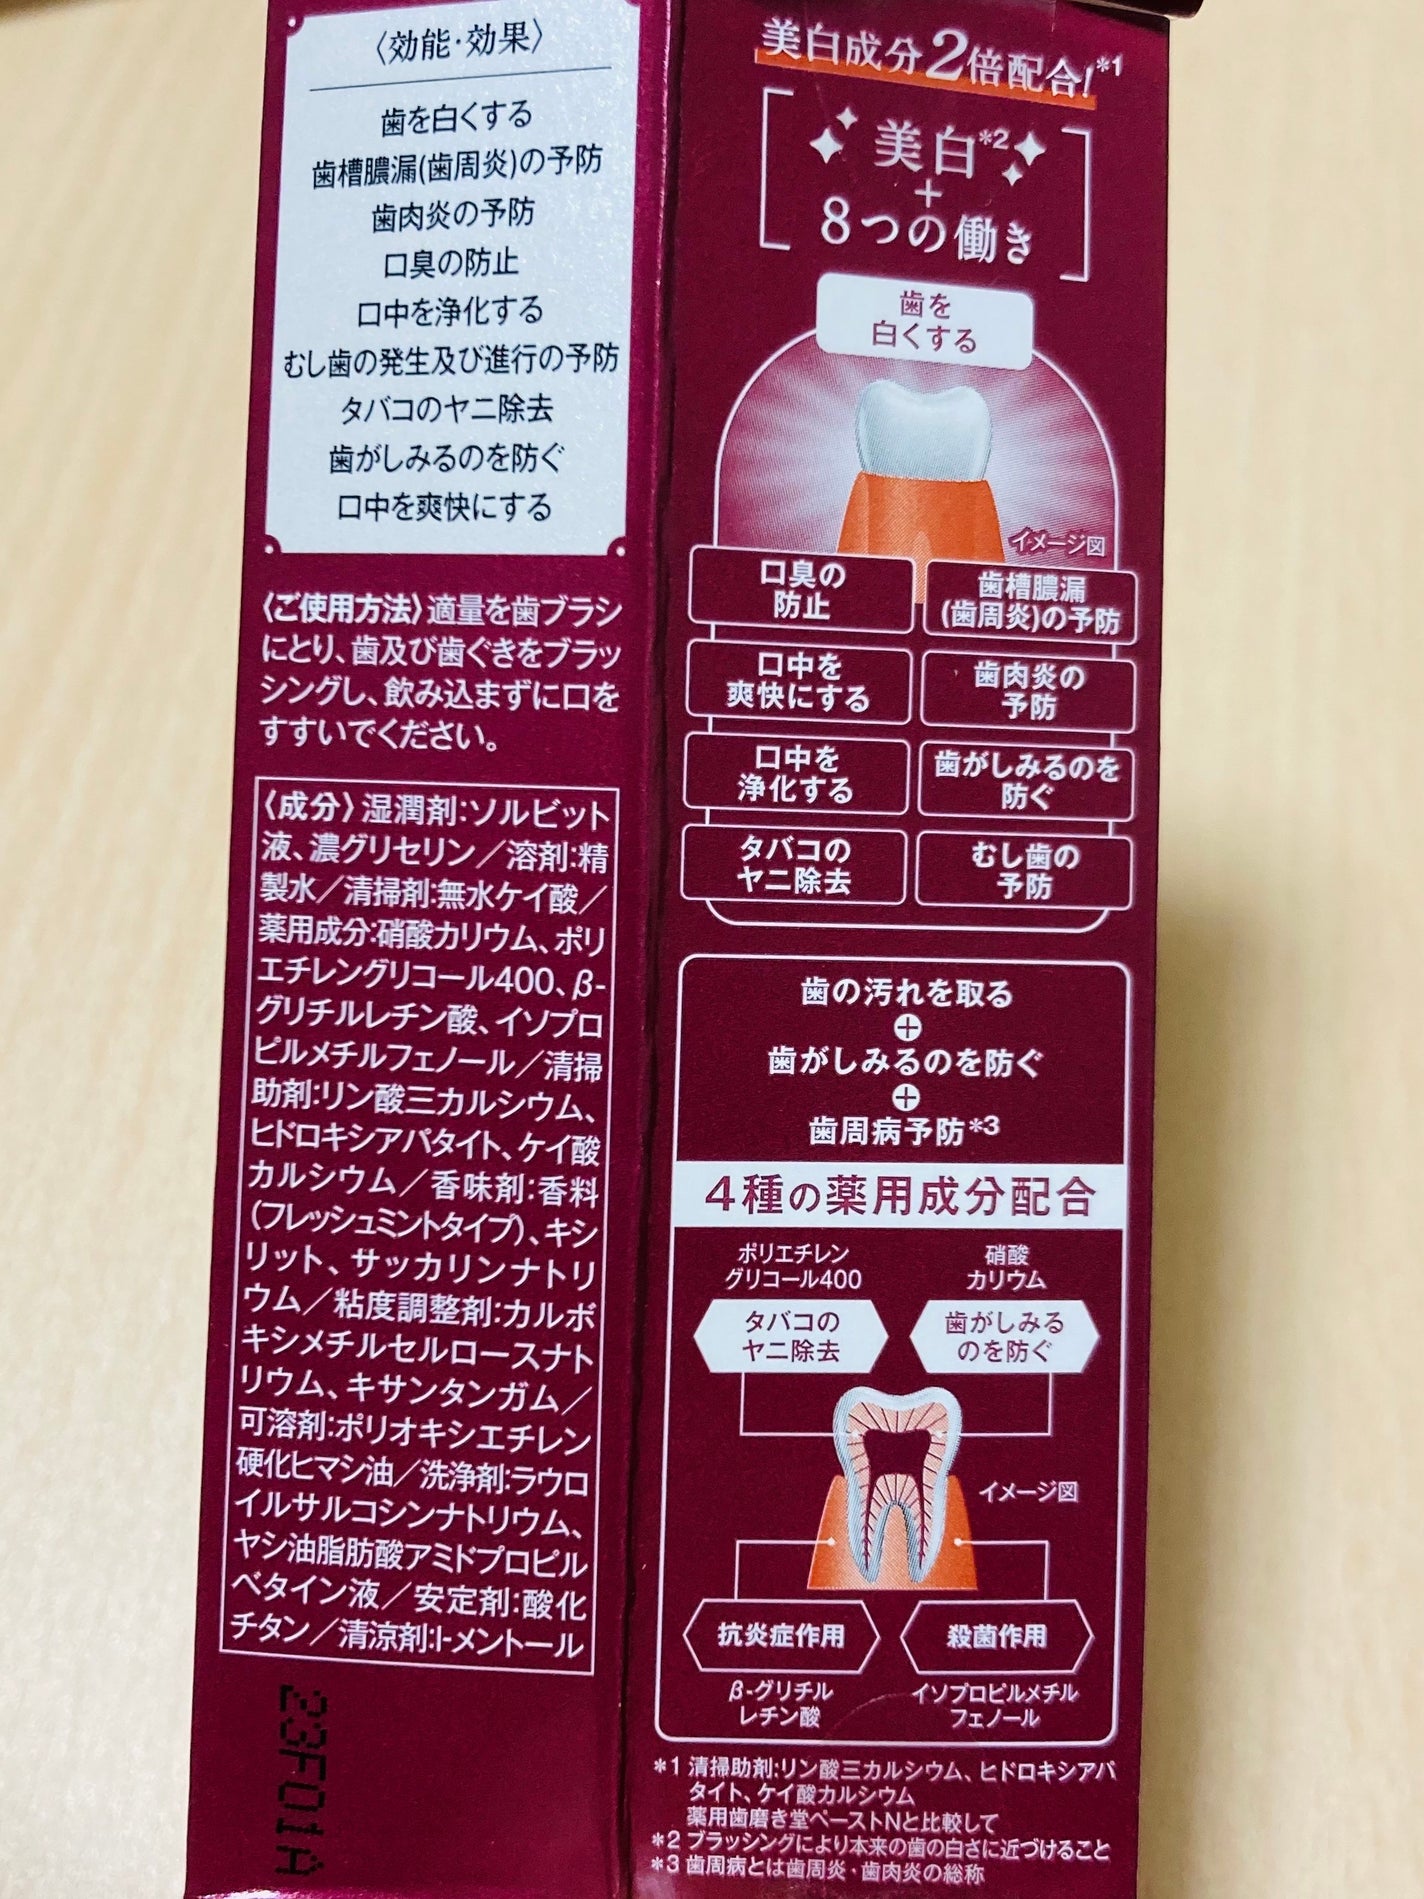 〈効能・効果〉
歯を白くする
歯槽膿漏(歯周炎)の予防
歯肉炎の予防
口臭の防止
口中を浄化する
むし歯の発生及び進行の予防
タバコのヤニ除去
歯がしみるのを防ぐ
口中を爽快にする
〈ご使用方法〉適量を歯ブラシ
にとり、歯及び歯ぐきをブラッ
シングし、飲み込まずに口を
すすいでください。
〈成分〉湿潤剤:ソルビット
液、濃グリセリン／溶剤:精
製水／清掃剤:無水ケイ酸／
薬用成分:硝酸カリウム、ポリ
エチレングリコール400、β-
グリチルレチン酸、イソプロ
ピルメチルフェノール／清掃
助剤:リン酸三カルシウム、
ヒドロキシアパタイト、ケイ酸
カルシウム／香味剤:香料
(フレッシュミントタイプ)、キシ
リット、サッカリンナトリ
ウム／粘度調整剤:カルボ
キシメチルセルロースナト
リウム、キサンタンガム／
可溶剤:ポリオキシエチレン
硬化ヒマシ油／洗浄剤:ラウロ
イルサルコシンナトリウム、
ヤシ油脂肪酸アミドプロピル
ベタイン液／安定剤:酸化
チタン／清涼剤:l-メントール
23F01A
美白成分2倍配合!*1
美白*2
+
8つの働き
歯を
白くする
イメージ図
口臭の
防止
歯槽膿漏
(歯周炎)の予防
口中を
爽快にする
歯肉炎の
予防
口中を
浄化する
歯がしみるのを
防ぐ
タバコの
ヤニ除去
むし歯の
予防
歯の汚れを取る
+
歯がしみるのを防ぐ
+
歯周病予防*3
4種の薬用成分配合
ポリエチレン
グリコール400
タバコの
ヤニ除去
硝酸
カリウム
歯がしみる
のを防ぐ
イメージ図
抗炎症作用
β-グリチル
レチン酸
殺菌作用
イソプロピルメチル
フェノール
*1 清掃助剤:リン酸三カルシウム、ヒドロキシアパ
タイト、ケイ酸カルシウム
薬用歯磨き堂ペーストNと比較して
*2 ブラッシングにより本来の歯の白さに近づけること
*3 歯周病とは歯周炎・歯肉炎の総称